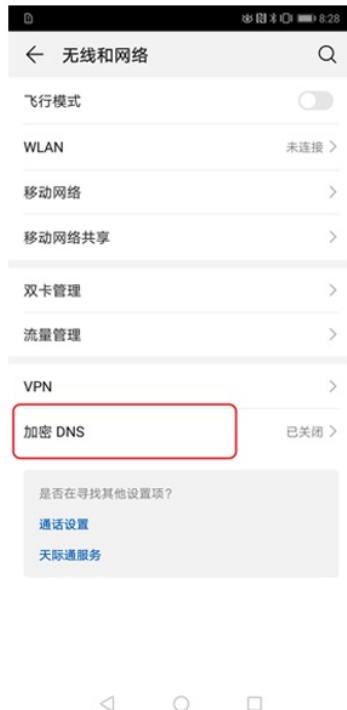 8:28
无线和网络
飞行模式
WLAN 未连接
移动网络
移动网络共享
双卡管理
流量管理
VPN
加密 DNS 已关闭
是否在寻找其他设置项？
通话设置
天际通服务